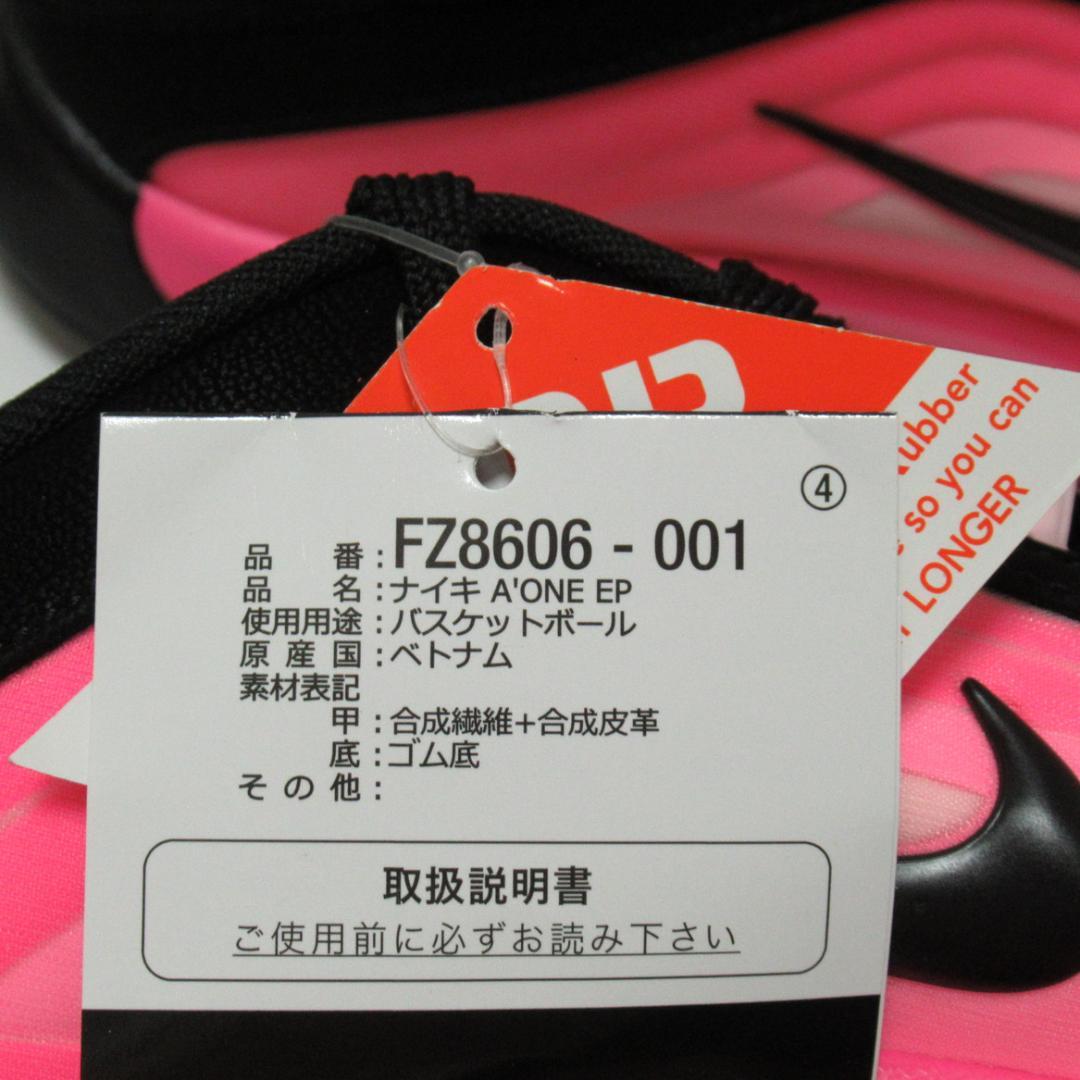 ④
品 番 : FZ8606 - 001
品 名 : ナイキ A'ONE EP
使用用途 : バスケットボール
原 産 国 : ベトナム
素材表記
甲 : 合成繊維+合成皮革
底 : ゴム底
そ の 他 :
取扱説明書
ご使用前に必ずお読み下さい
so you can
LONGER